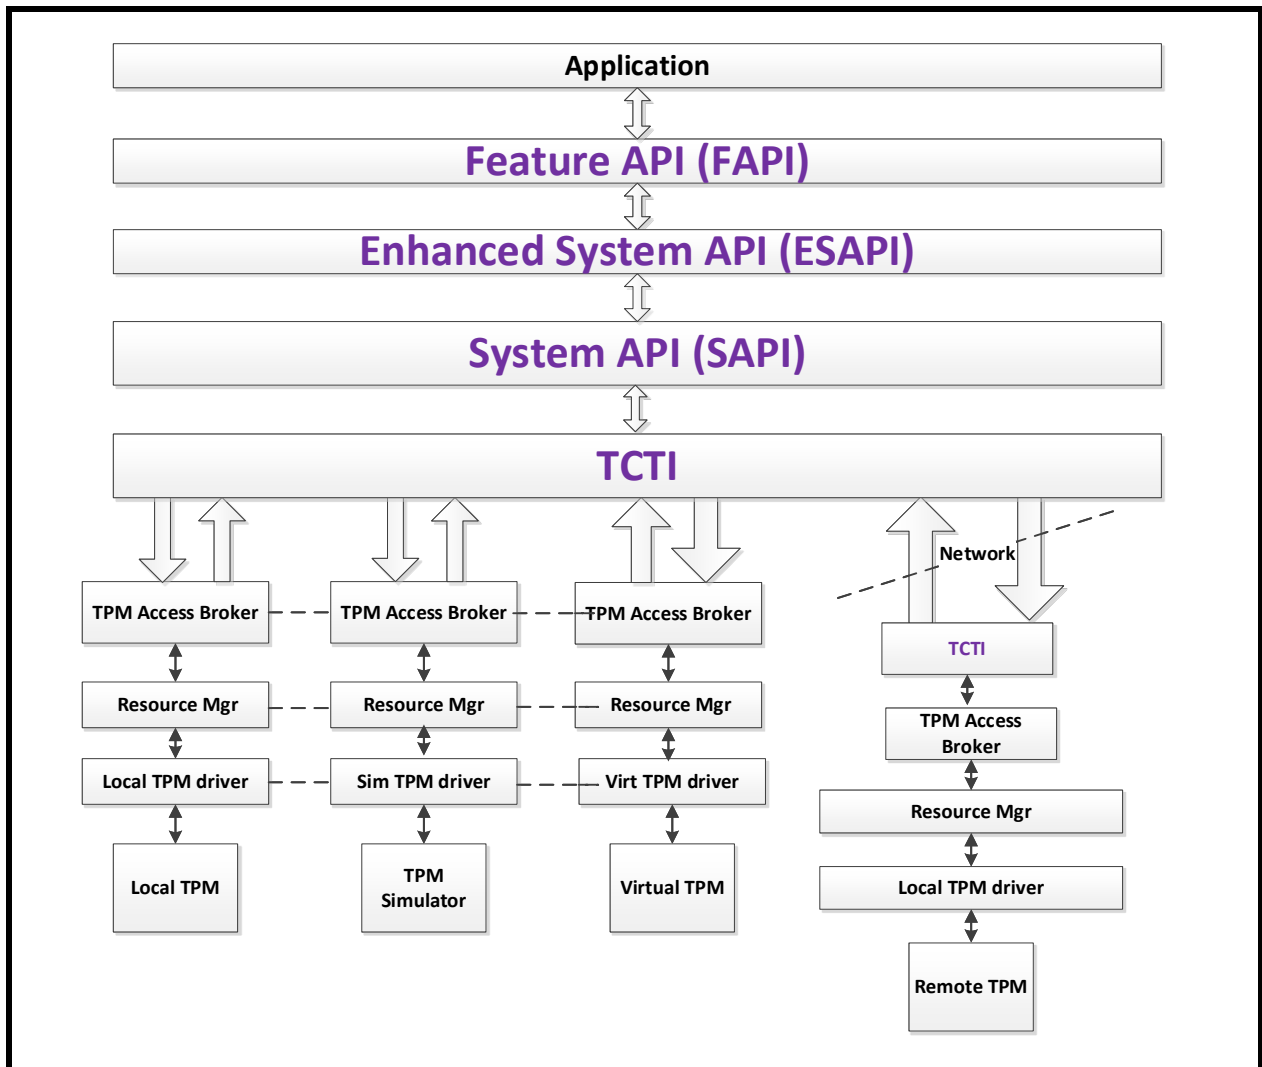 Application
Feature API (FAPI)
Enhanced System API (ESAPI)
System API (SAPI)
TCTI
Network
TPM Access Broker
TPM Access Broker
TPM Access Broker
TCTI
Resource Mgr
Resource Mgr
Resource Mgr
TPM Access
Broker
Local TPM driver
Sim TPM driver
Virt TPM driver
Resource Mgr
Local TPM
TPM
Simulator
Virtual TPM
Local TPM driver
Remote TPM